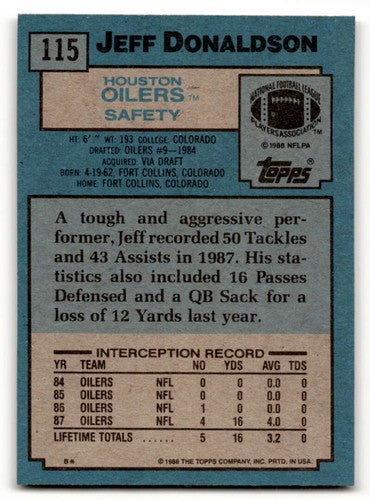 115 JEFF DONALDSON
HOUSTON
OILERS™
SAFETY
NATIONAL FOOTBALL LEAGUE
PLAYERS ASSOCIATION
© 1988 NFLPA
topps®
HT: 6' " WT: 193 COLLEGE: COLORADO
DRAFTED: OILERS #9-1984
ACQUIRED: VIA DRAFT
BORN: 4-19-62, FORT COLLINS, COLORADO
HOME: FORT COLLINS, COLORADO
A tough and aggressive per-
former, Jeff recorded 50 Tackles
and 43 Assists in 1987. His sta-
tistics also included 16 Passes
Defensed and a QB Sack for a
loss of 12 Yards last year.
INTERCEPTION RECORD
YR TEAM NO YDS AVG TDS
84 OILERS NFL 0 0 0.0 0
85 OILERS NFL 0 0 0.0 0
86 OILERS NFL 1 0 0.0 0
87 OILERS NFL 4 16 4.0 0
LIFETIME TOTALS ...... 5 16 3.2 0
B* © 1988 THE TOPPS COMPANY, INC. PRTD. IN U.S.A.